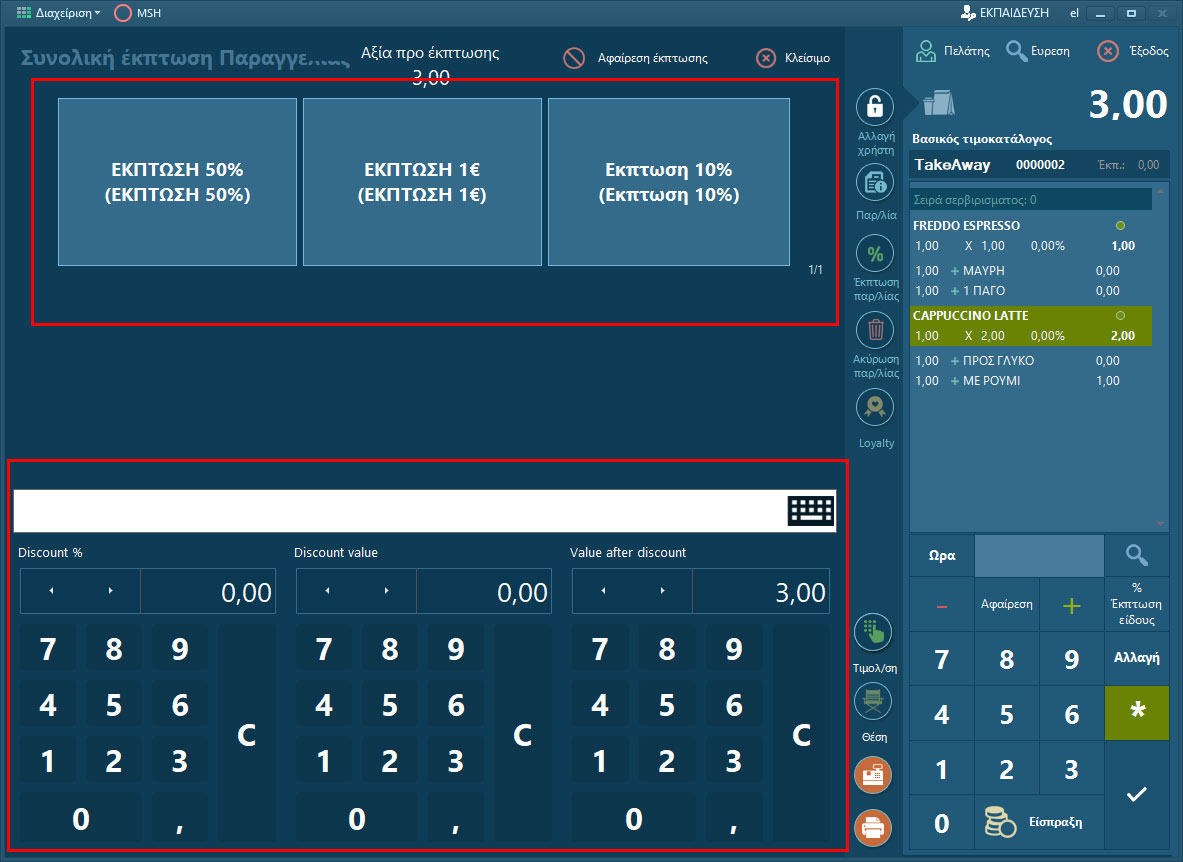 Διαχείριση
MSH
ΕΚΠΑΙΔΕΥΣΗ
el
Συνολική έκπτωση
Αξία προ έκπτωσης
3,00
Αφαίρεση έκπτωσης
Κλείσιμο
ΕΚΠΤΩΣΗ 50%
(ΕΚΠΤΩΣΗ 50%)
ΕΚΠΤΩΣΗ 1€
(ΕΚΠΤΩΣΗ 1€)
Εκπτωση 10%
(Εκπτωση 10%)
1/1
Discount %
Discount value
Value after discount
0,00
0,00
3,00
7 8 9
4 5 6
1 2 3
0 ,
C
7 8 9
4 5 6
1 2 3
0 ,
C
7 8 9
4 5 6
1 2 3
0 ,
C
Αλλαγή
χρήστη
Παρ/λία
%
Έκπτωση
παρ/λίας
Ακύρωση
παρ/λίας
Loyalty
Τιμολ/ση
Θέση
Πελάτης
Ευρεση
Έξοδος
3,00
Βασικός τιμοκατάλογος
TakeAway 0000002 Έκπ.: 0,00
Σειρά σερβιρισματος: 0
FREDDO ESPRESSO
1,00 X 1,00 0,00% 1,00
1,00 + ΜΑΥΡΗ 0,00
1,00 + 1 ΠΑΓΟ 0,00
CAPPUCCINO LATTE
1,00 X 2,00 0,00% 2,00
1,00 + ΠΡΟΣ ΓΛΥΚΟ 0,00
1,00 + ΜΕ ΡΟΥΜΙ 1,00
Ωρα
− Αφαίρεση +
%
Έκπτωση
είδους
7 8 9 Αλλαγή
4 5 6 *
1 2 3
0 Είσπραξη